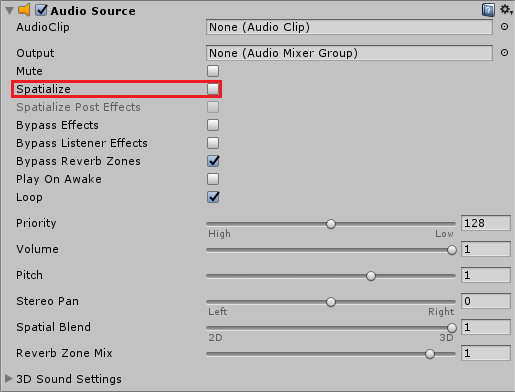 Audio Source
AudioClip None (Audio Clip)
Output None (Audio Mixer Group)
Mute
Spatialize
Spatialize Post Effects
Bypass Effects
Bypass Listener Effects
Bypass Reverb Zones
Play On Awake
Loop
Priority 128
High Low
Volume 1
Pitch 1
Stereo Pan 0
Left Right
Spatial Blend 1
2D 3D
Reverb Zone Mix 1
3D Sound Settings